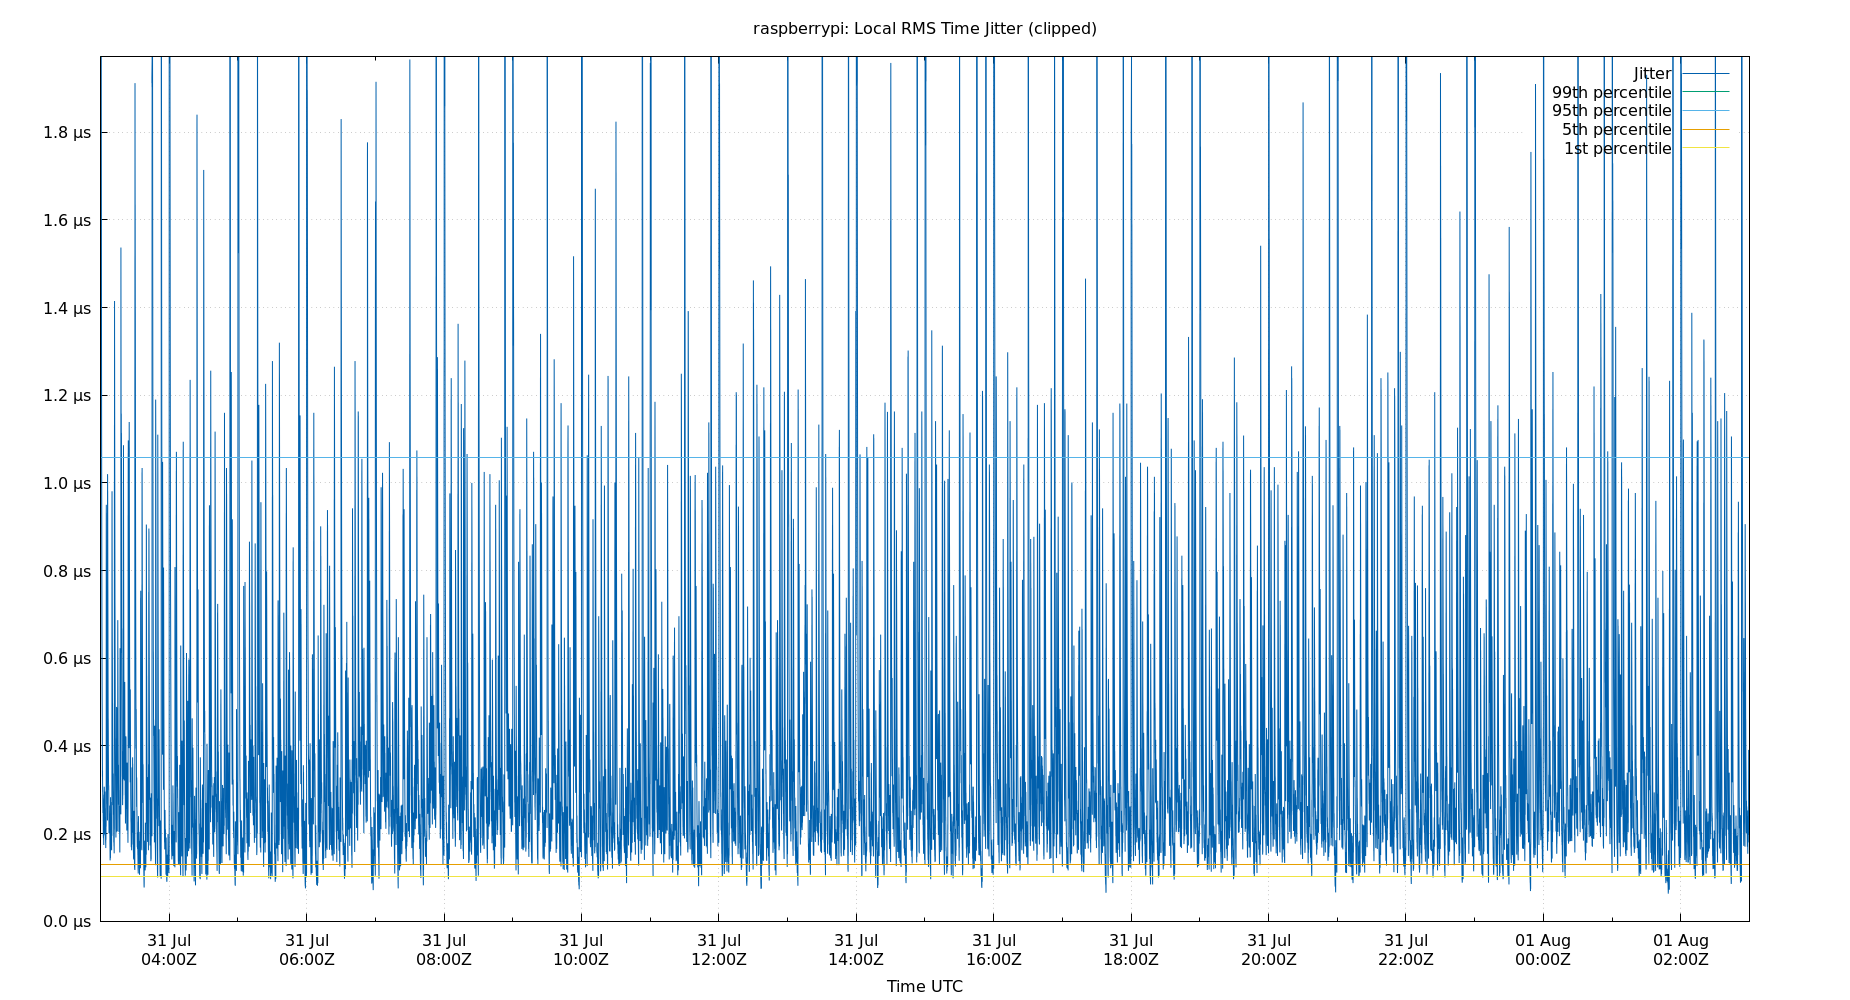 raspberrypi: Local RMS Time Jitter (clipped)
Jitter
99th percentile
95th percentile
5th percentile
1st percentile
1.8 µs
1.6 µs
1.4 µs
1.2 µs
1.0 µs
0.8 µs
0.6 µs
0.4 µs
0.2 µs
0.0 µs
31 Jul 31 Jul 31 Jul 31 Jul 31 Jul 31 Jul 31 Jul 31 Jul 31 Jul 31 Jul 01 Aug 01 Aug
04:00Z 06:00Z 08:00Z 10:00Z 12:00Z 14:00Z 16:00Z 18:00Z 20:00Z 22:00Z 00:00Z 02:00Z
Time UTC